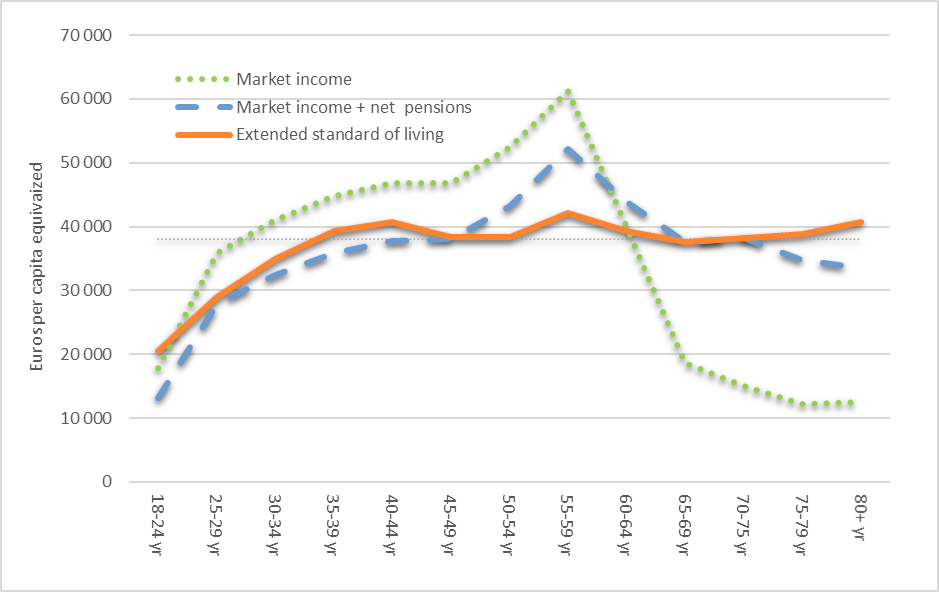 70 000
60 000
50 000
40 000
30 000
20 000
10 000
0
Euros per capita equivaized
Market income
Market income + net pensions
Extended standard of living
18-24 yr
25-29 yr
30-34 yr
35-39 yr
40-44 yr
45-49 yr
50-54 yr
55-59 yr
60-64 yr
65-69 yr
70-75 yr
75-79 yr
80+ yr